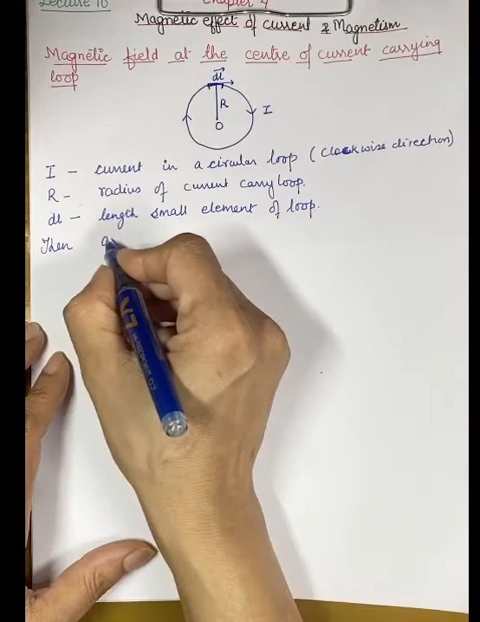 Lecture 10
Chapter 4
Magnetic effect of current & Magnetism
Magnetic field at the centre of current carrying
loop
dl
R
I
O
I - current in a circular loop (Clockwise direction)
R - radius of current carry loop.
dl - length small element of loop.
Then
V7